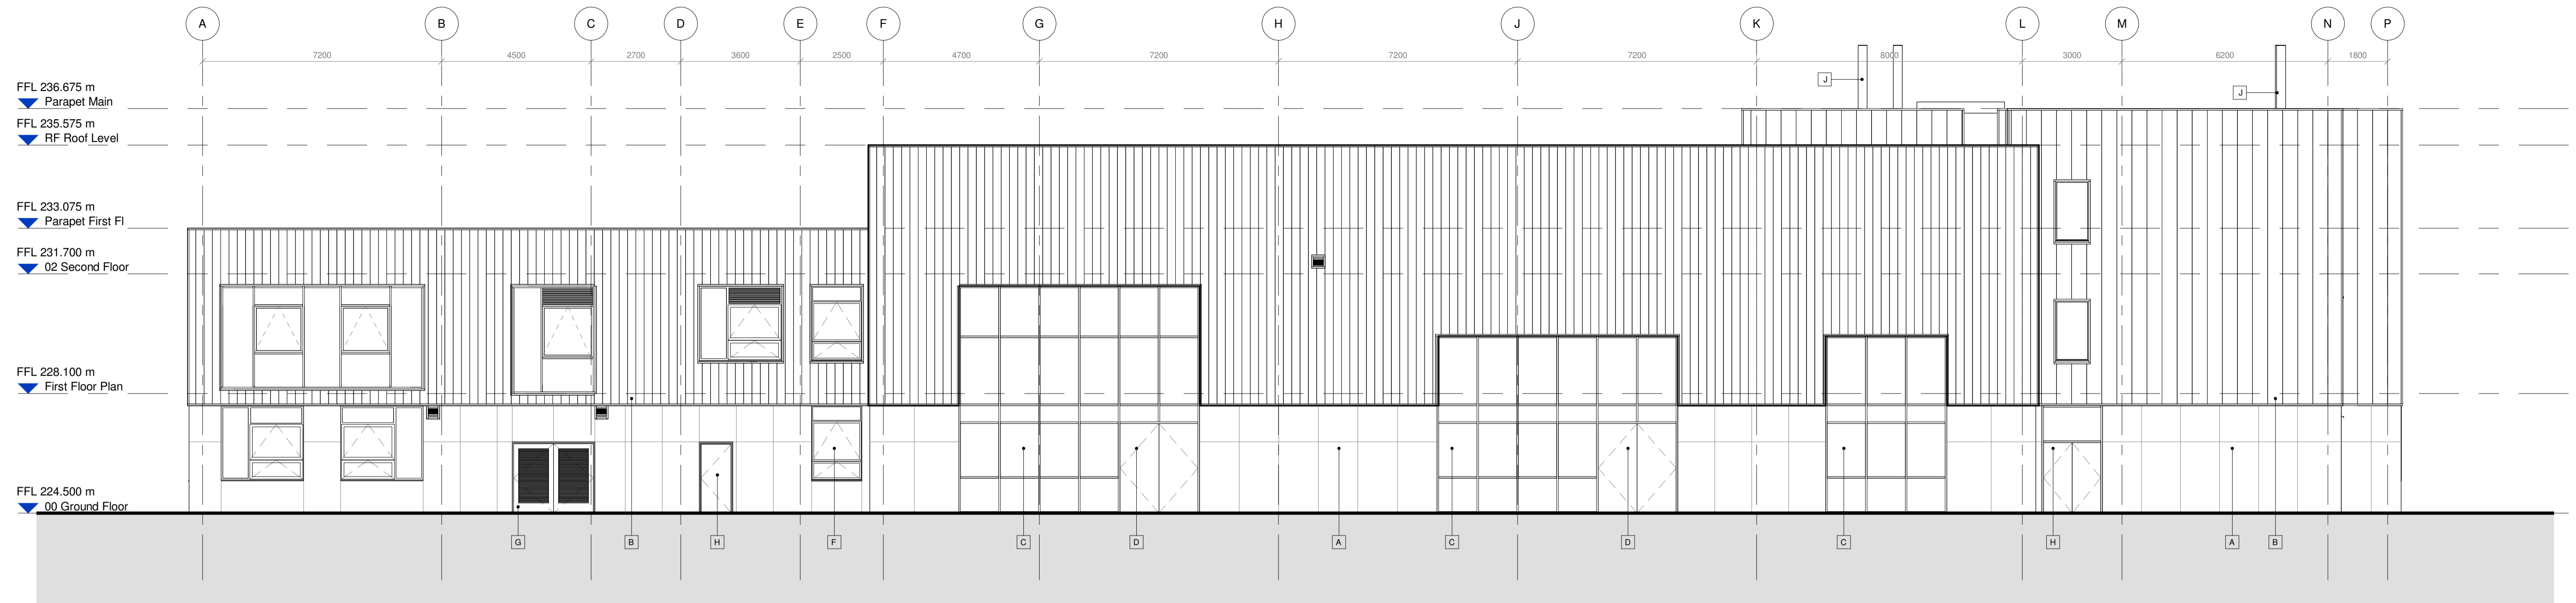 A B C D E F G H J K L M N P
7200 4500 2700 3600 2500 4700 7200 7200 7200 8000 3000 6200 1800
J
J
FFL 236.675 m
Parapet Main
FFL 235.575 m
RF Roof Level
FFL 233.075 m
Parapet First Fl
FFL 231.700 m
02 Second Floor
FFL 228.100 m
First Floor Plan
FFL 224.500 m
00 Ground Floor
G B H F C D A C D C H A B